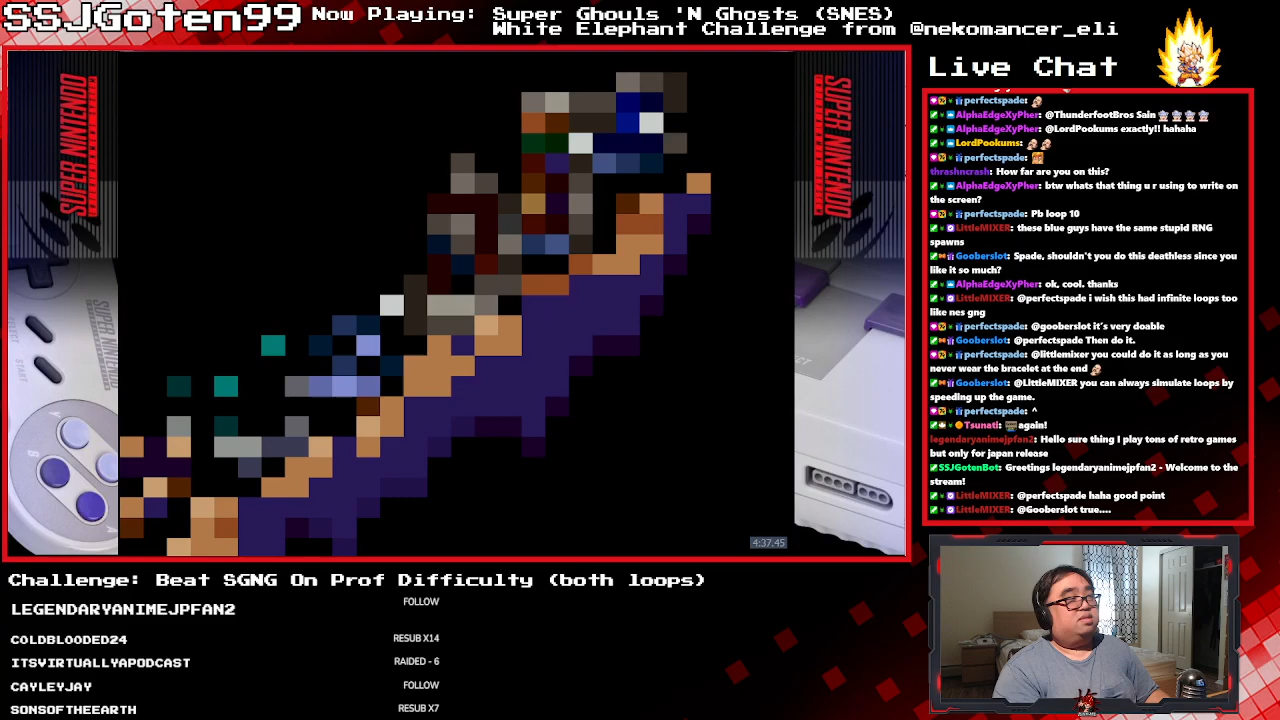 SSJGoten99
Now Playing: Super Ghouls 'N Ghosts (SNES)
White Elephant Challenge from @nekomancer_eli
Live Chat
SUPER NINTENDO
SUPER NINTENDO
perfectspade:
AlphaEdgeXyPher: @ThunderfootBros Sain
AlphaEdgeXyPher: @LordPookums exactly!! hahaha
LordPookums:
perfectspade:
thrashncrash: How far are you on this?
AlphaEdgeXyPher: btw whats that thing u r using to write on
the screen?
perfectspade: Pb loop 10
LittleMIXER: these blue guys have the same stupid RNG
spawns
Gooberslot: Spade, shouldn't you do this deathless since
you like it so much?
AlphaEdgeXyPher: ok, cool. thanks
LittleMIXER: @perfectspade i wish this had infinite loops too
like nes gng
perfectspade: @gooberslot it's very doable
Gooberslot: @perfectspade Then do it.
perfectspade: @littlemixer you could do it as long as you
never wear the bracelet at the end
Gooberslot: @LittleMIXER you can always simulate loops by
speeding up the game.
perfectspade: ^
Tsunati: again!
legendaryanimejpfan2: Hello sure thing I play tons of retro games
but only for japan release
SSJGotenBot: Greetings legendaryanimejpfan2 - Welcome to the
stream!
LittleMIXER: @perfectspade haha good point
LittleMIXER: @Gooberslot true....
SELECT
START
4:37.45
Challenge: Beat SGNG On Prof Difficulty (both loops)
LEGENDARYANIMEJPFAN2 FOLLOW
COLDBLOODED24 RESUB X14
ITSVIRTUALLYAPODCAST RAIDED - 6
CAYLEYJAY FOLLOW
SONSOFTHEEARTH RESUB X7